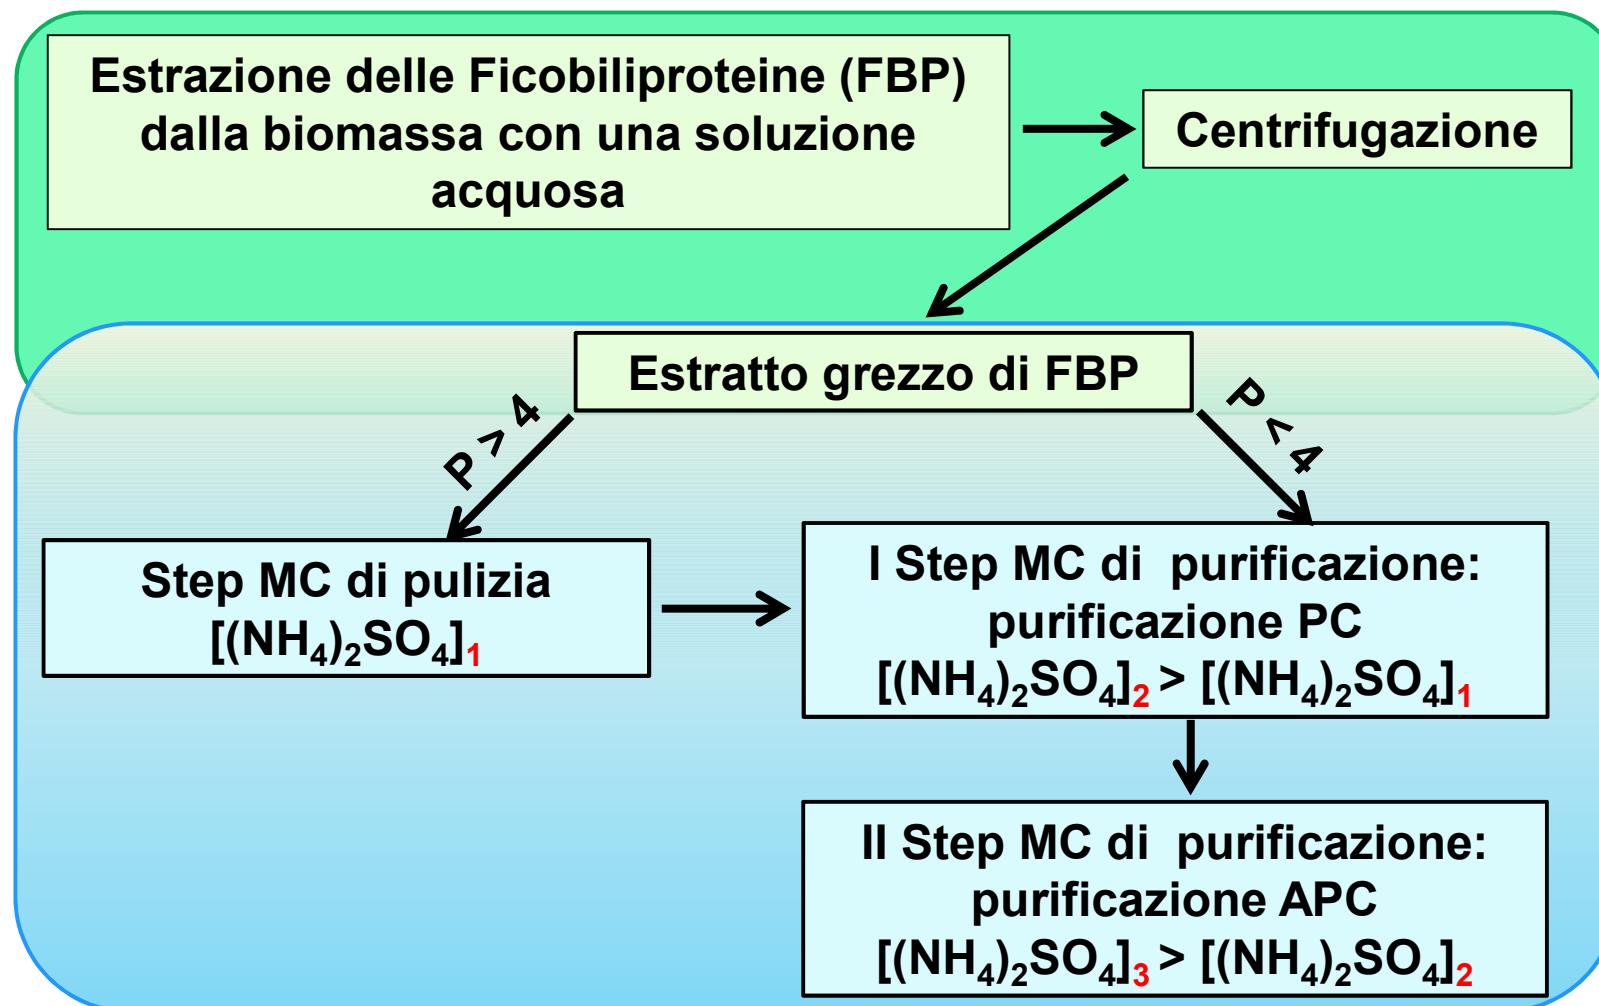 Estrazione delle Ficobiliproteine (FBP)
dalla biomassa con una soluzione
acquosa
Centrifugazione
Estratto grezzo di FBP
P > 4
P < 4
Step MC di pulizia
[(NH₄)₂SO₄]₁
I Step MC di  purificazione:
purificazione PC
[(NH₄)₂SO₄]₂ > [(NH₄)₂SO₄]₁
II Step MC di  purificazione:
purificazione APC
[(NH₄)₂SO₄]₃ > [(NH₄)₂SO₄]₂